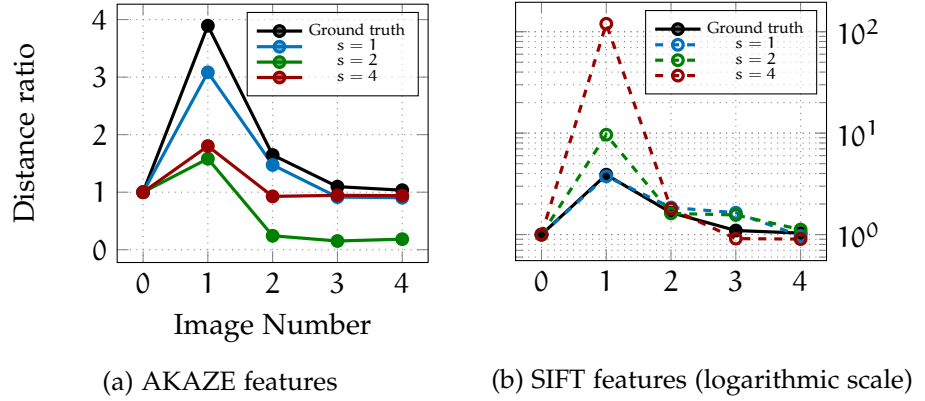 Distance ratio
4
3
2
1
0
0 1 2 3 4
Image Number
Ground truth
s = 1
s = 2
s = 4
(a) AKAZE features
Ground truth
s = 1
s = 2
s = 4
10²
10¹
10⁰
0 1 2 3 4
(b) SIFT features (logarithmic scale)